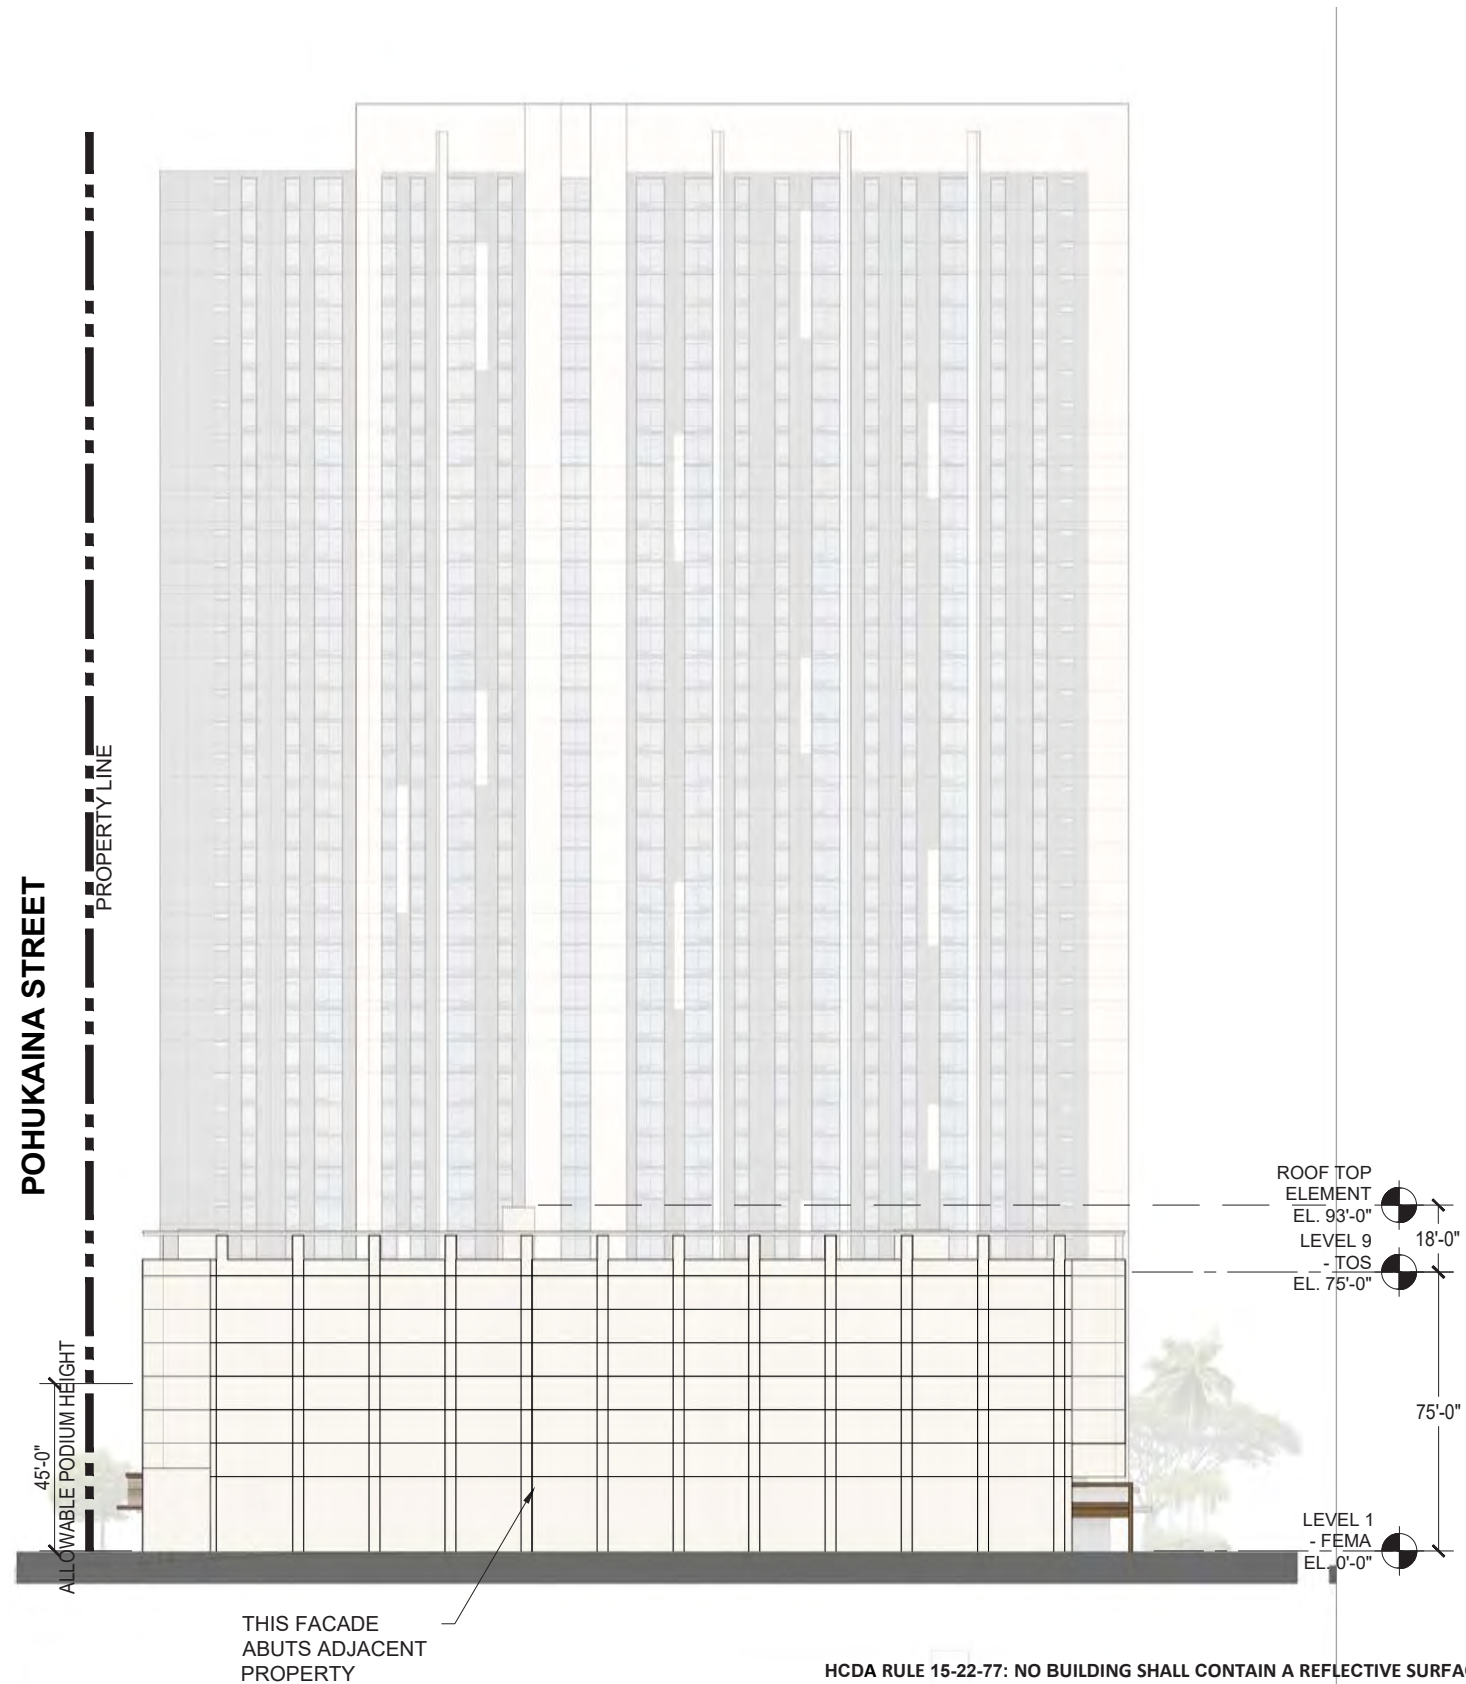 POHUKAINA STREET
PROPERTY LINE
ALLOWABLE PODIUM HEIGHT
45'-0"
ROOF TOP
ELEMENT
EL. 93'-0"
18'-0"
LEVEL 9
- TOS
EL. 75'-0"
75'-0"
LEVEL 1
- FEMA
EL. 0'-0"
THIS FACADE
ABUTS ADJACENT
PROPERTY
HCDA RULE 15-22-77: NO BUILDING SHALL CONTAIN A REFLECTIVE